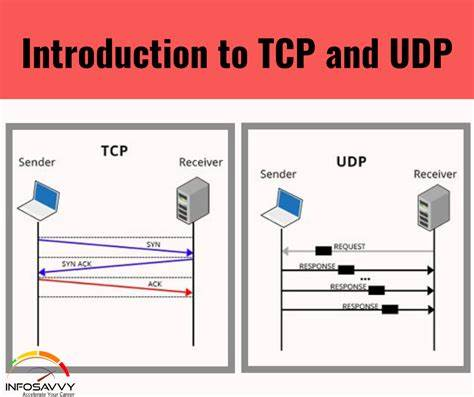 Introduction to TCP and UDP
TCP
Sender
Receiver
SYN
SYN ACK
ACK
UDP
Sender
Receiver
REQUEST
RESPONSE
...
RESPONSE
RESPONSE
INFOSAVVY
Accelerate Your Career